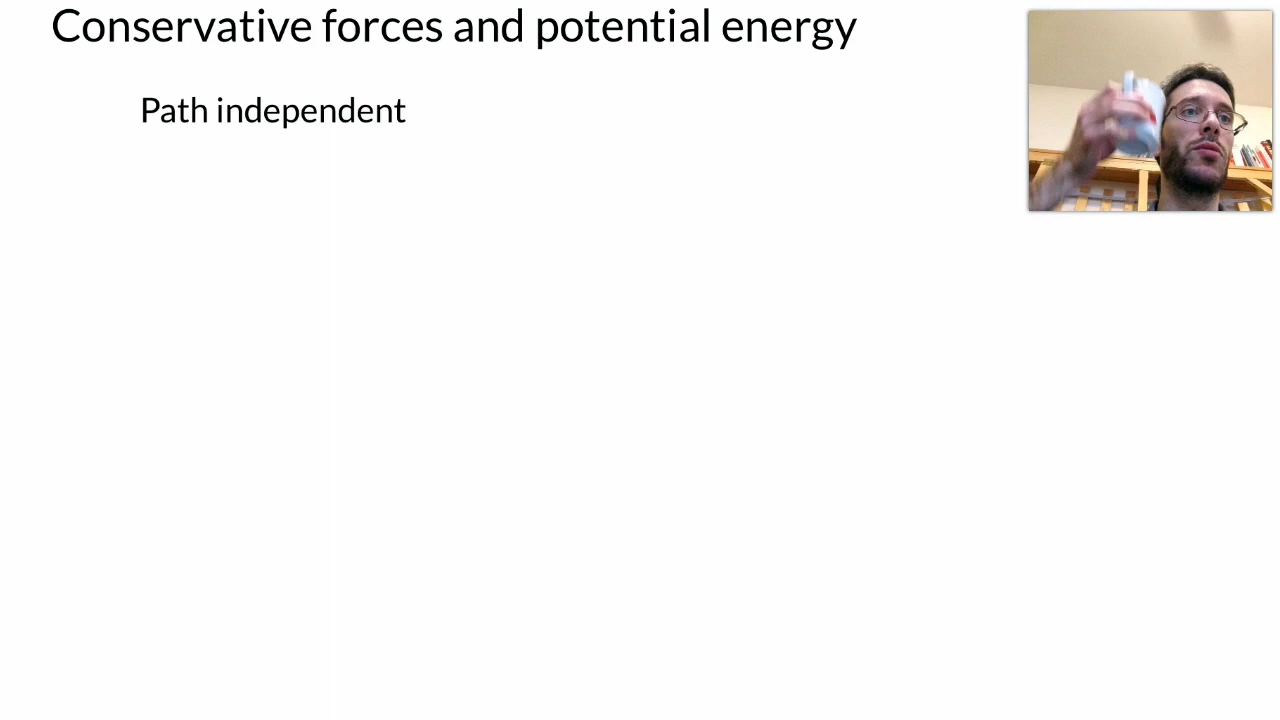 Conservative forces and potential energy
Path independent